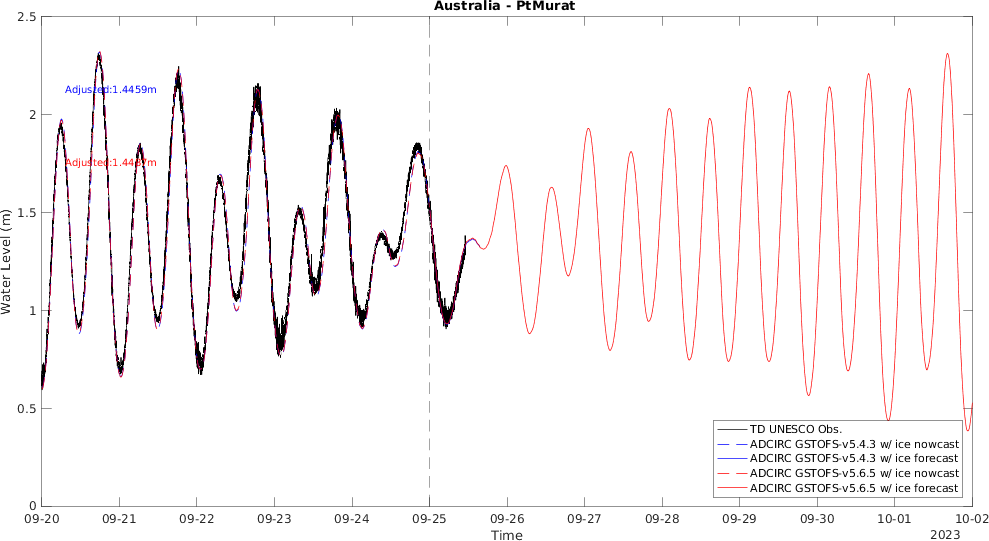 Australia - PtMurat
2.5
2
1.5
1
0.5
0
Water Level (m)
Adjusted:1.4459m
09-20
09-21
09-22
09-23
09-24
09-25
09-26
09-27
09-28
09-29
09-30
10-01
10-02
Time
2023
TD UNESCO Obs.
ADCIRC GSTOFS-v5.4.3 w/ ice nowcast
ADCIRC GSTOFS-v5.4.3 w/ ice forecast
ADCIRC GSTOFS-v5.6.5 w/ ice nowcast
ADCIRC GSTOFS-v5.6.5 w/ ice forecast